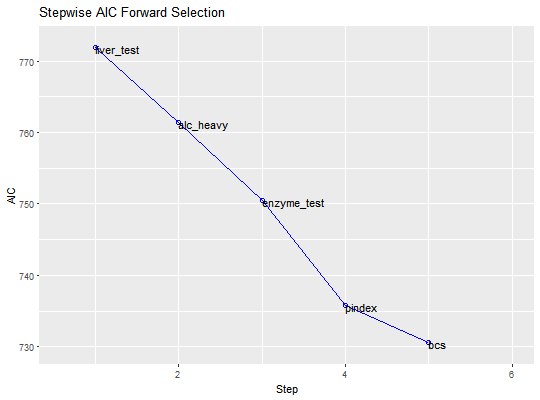 Stepwise AIC Forward Selection
770
liver_test
760
alc_heavy
750
enzyme_test
AIC
740
pindex
730
bcs
2
4
6
Step